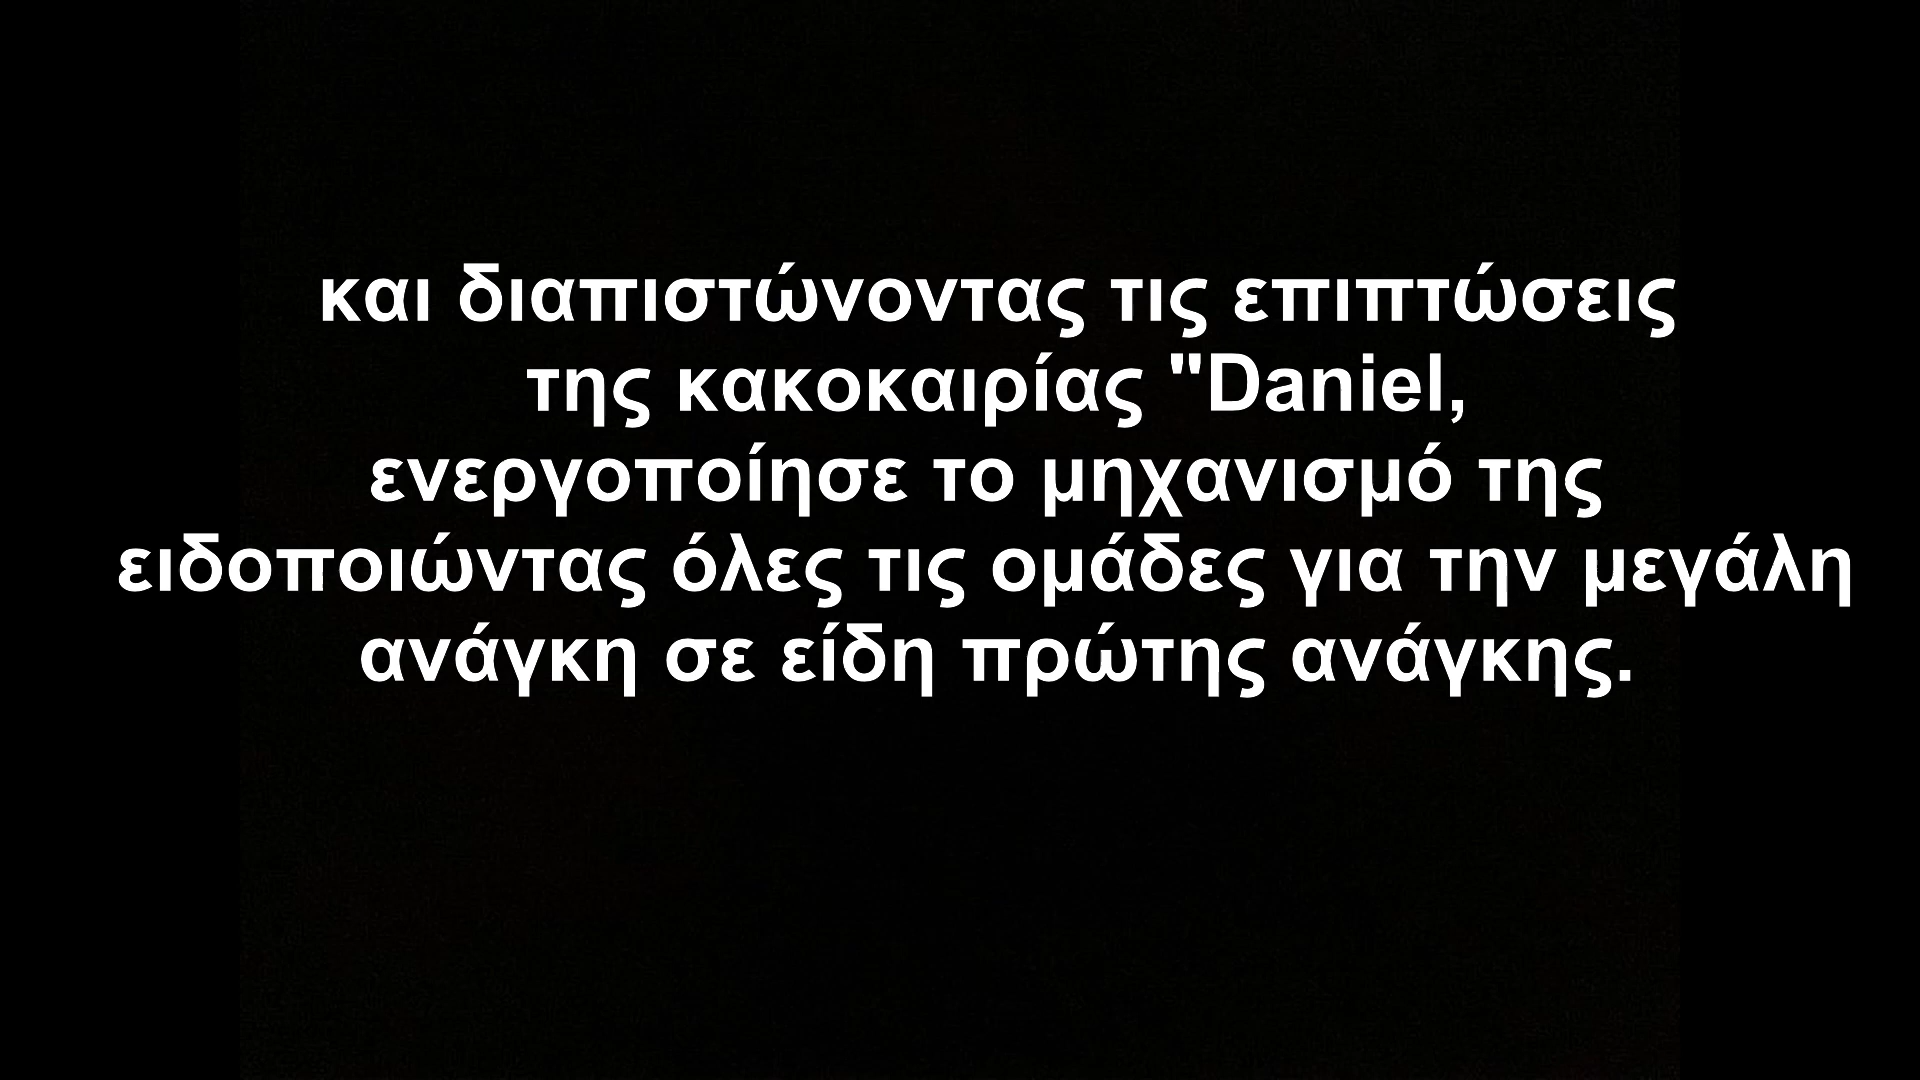 και διαπιστώνοντας τις επιπτώσεις
της κακοκαιρίας "Daniel,
ενεργοποίησε το μηχανισμό της
ειδοποιώντας όλες τις ομάδες για την μεγάλη
ανάγκη σε είδη πρώτης ανάγκης.